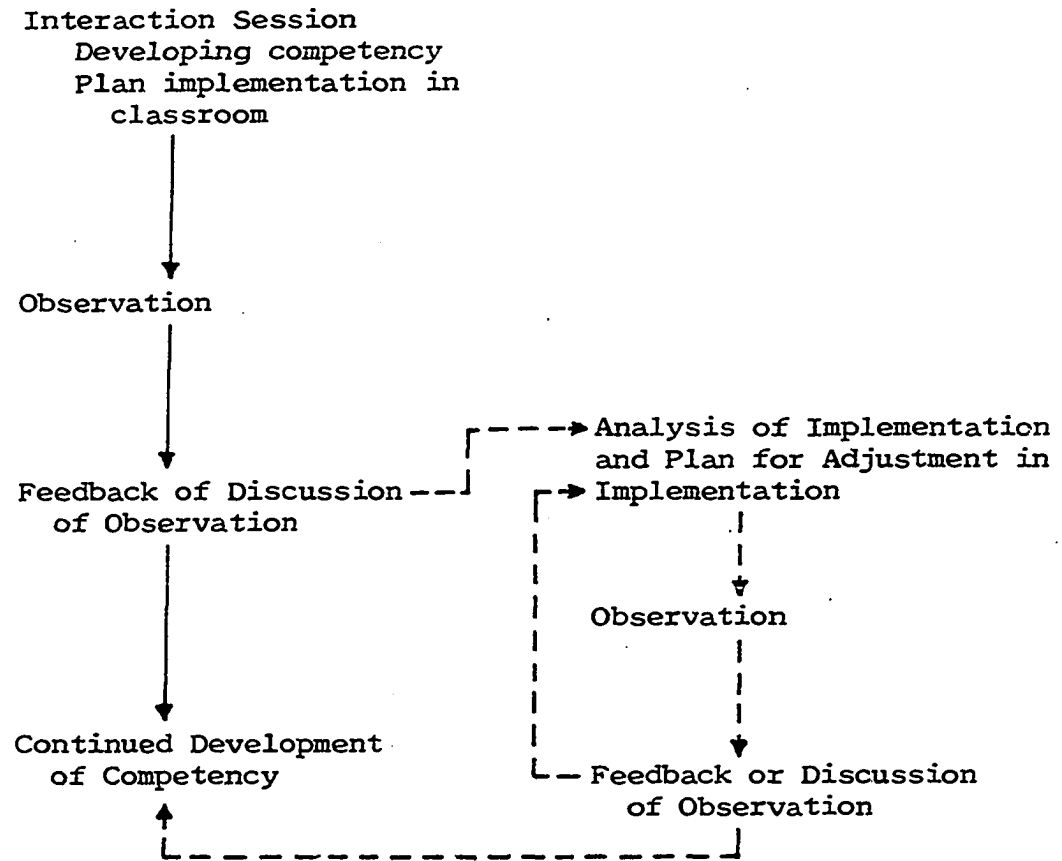 Interaction Session
Developing competency
Plan implementation in
classroom
Observation
Feedback of Discussion
of Observation
Continued Development
of Competency
Analysis of Implementation
and Plan for Adjustment in
Implementation
Observation
Feedback or Discussion
of Observation